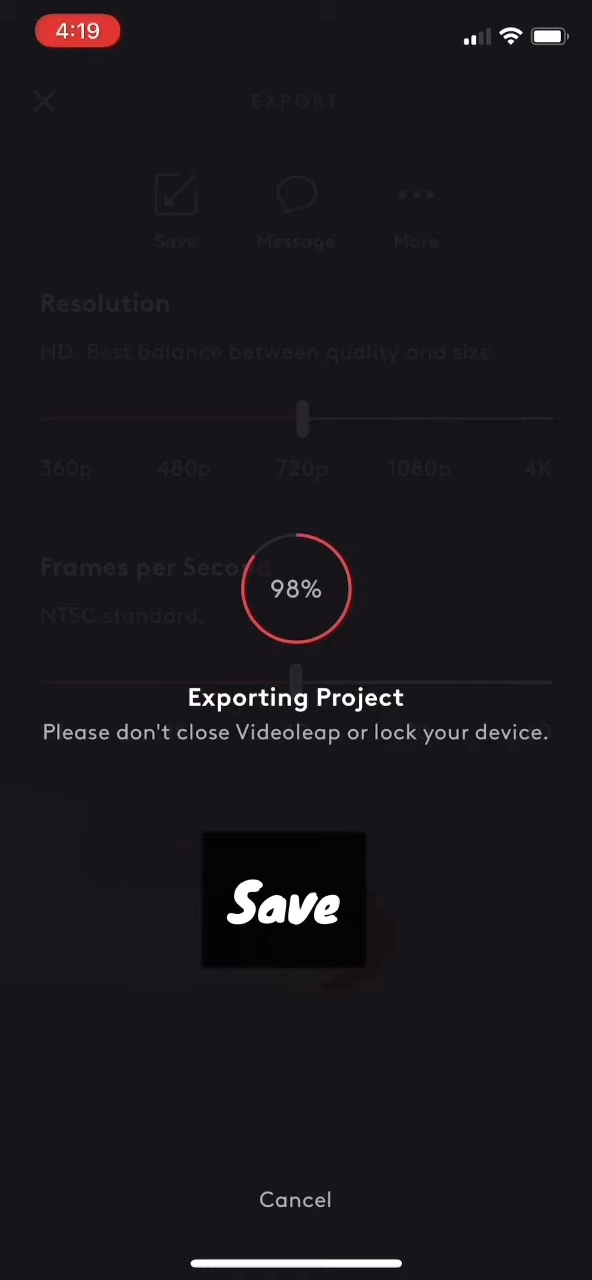 4:19
EXPORT
Save Message More
Resolution
HD. Best balance between quality and size.
360p 480p 720p 1080p 4K
Frames per Second
98%
NTSC standard.
Exporting Project
Please don't close Videoleap or lock your device.
Save
Cancel